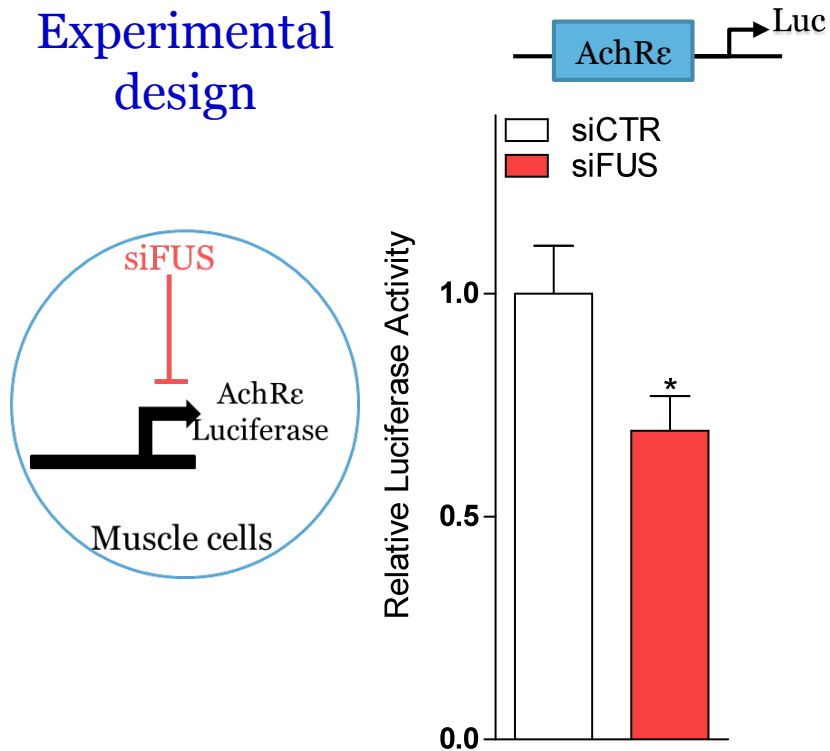 Experimental
design
siFUS
AchRε
Luciferase
Muscle cells
AchRε
Luc
siCTR
siFUS
Relative Luciferase Activity
1.0
*
0.5
0.0